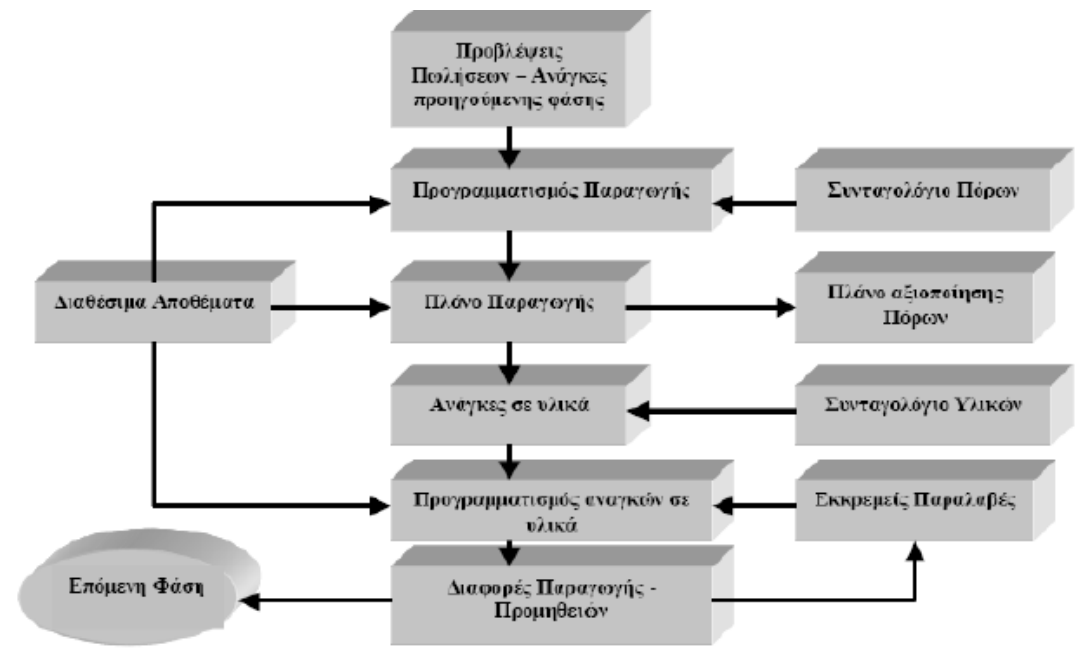 Προβλέψεις
Πωλήσεων – Ανάγκες
προηγούμενης φάσης
Προγραμματισμός Παραγωγής
Συνταγολόγιο Πόρων
Διαθέσιμα Αποθέματα
Πλάνο Παραγωγής
Πλάνο αξιοποίησης
Πόρων
Ανάγκες σε υλικά
Συνταγολόγιο Υλικών
Προγραμματισμός αναγκών σε
υλικά
Εκκρεμείς Παραλαβές
Επόμενη Φάση
Διαφορές Παραγωγής -
Προμηθειών